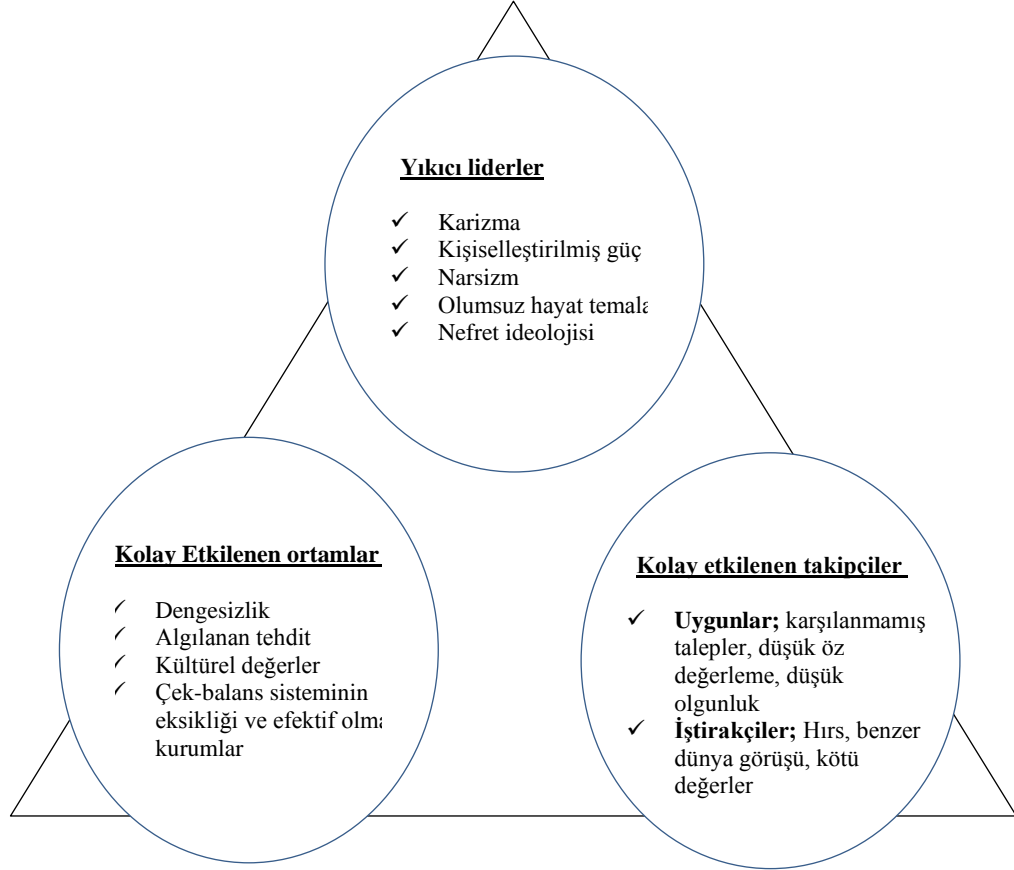 Yıkıcı liderler
✓ Karizma
✓ Kişiselleştirilmiş güç
✓ Narsizm
✓ Olumsuz hayat temala
✓ Nefret ideolojisi
Kolay Etkilenen ortamlar
✓ Dengesizlik
✓ Algılanan tehdit
✓ Kültürel değerler
✓ Çek-balans sisteminin
eksikliği ve efektif olma
kurumlar
Kolay etkilenen takipçiler
✓ Uygunlar; karşılanmamış
talepler, düşük öz
değerleme, düşük
olgunluk
✓ İştirakçiler; Hırs, benzer
dünya görüşü, kötü
değerler